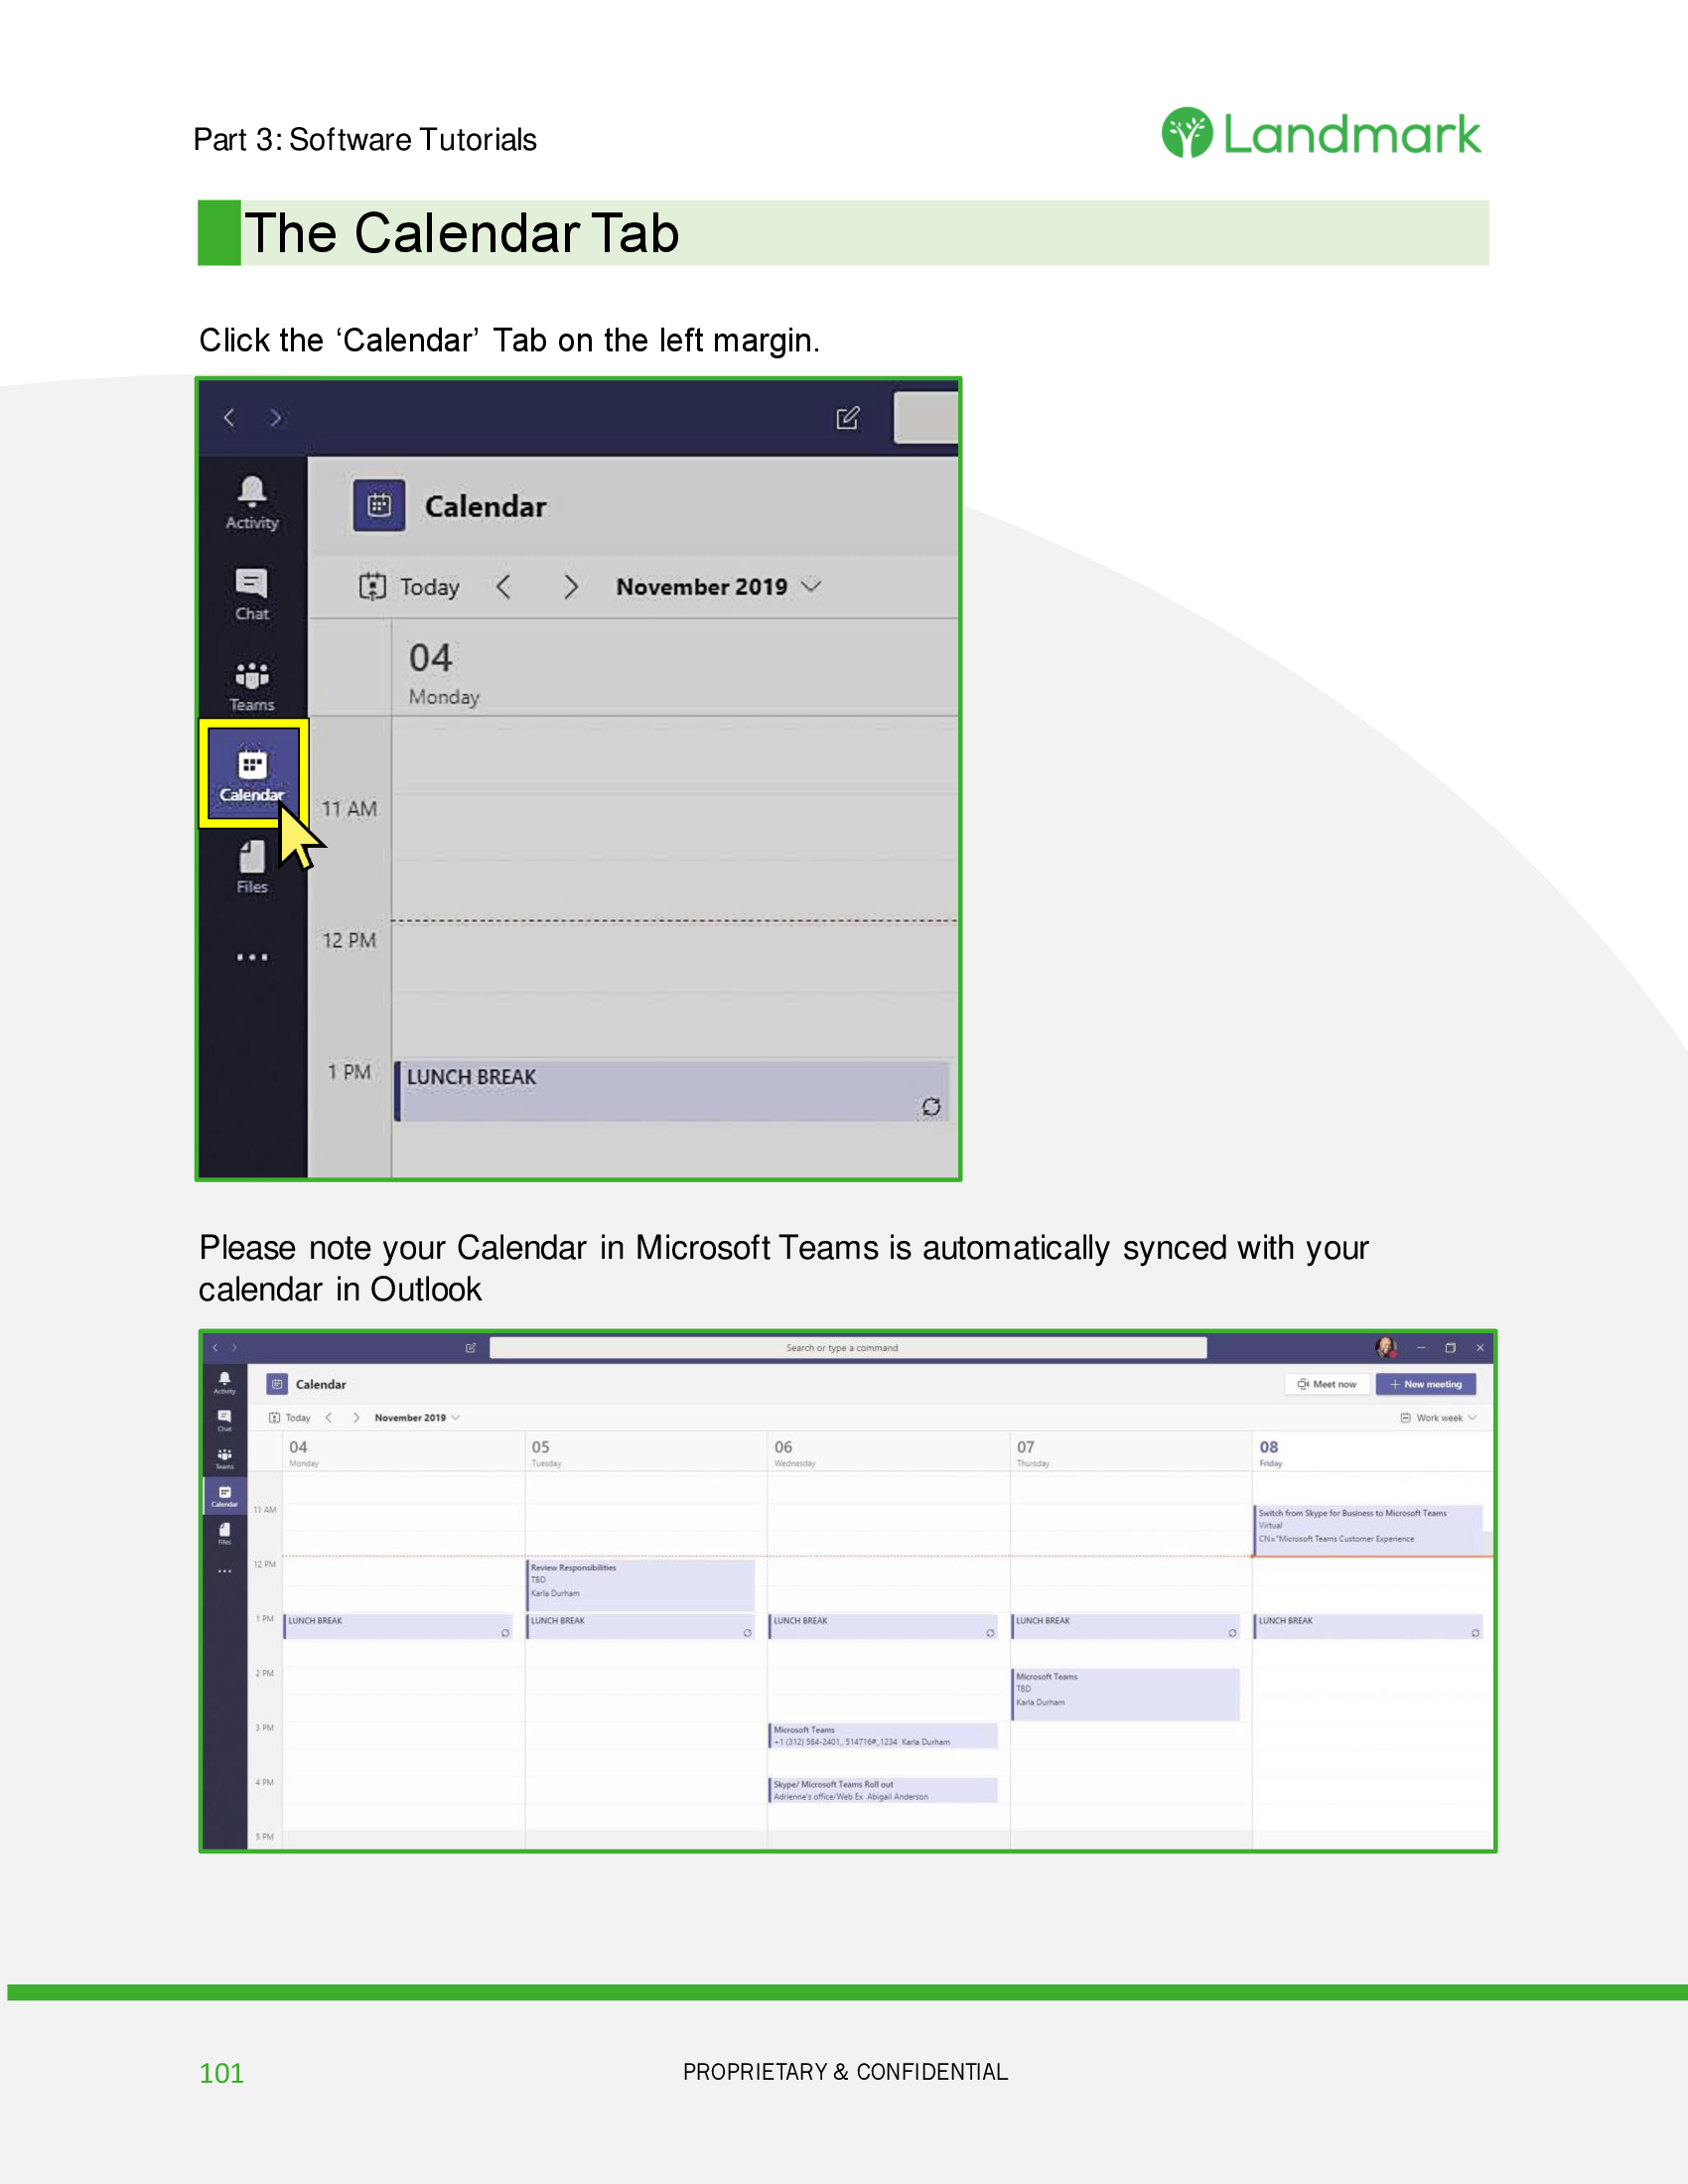 Part 3: Software Tutorials
Landmark
The Calendar Tab
Click the ‘Calendar’ Tab on the left margin.
Activity
Chat
Teams
Calendar
Files
Calendar
Today
November 2019
04
Monday
11 AM
12 PM
1 PM
LUNCH BREAK
Please note your Calendar in Microsoft Teams is automatically synced with your
calendar in Outlook
Search or type a command
Activity
Chat
Teams
Calendar
Files
Calendar
Meet now
+ New meeting
Today
November 2019
Work week
04
Monday
05
Tuesday
06
Wednesday
07
Thursday
08
Friday
11 AM
Switch from Skype for Business to Microsoft Teams
Virtual
CN="Microsoft Teams Customer Experience
12 PM
Review Responsibilities
TBD
Karla Durham
1 PM
LUNCH BREAK
LUNCH BREAK
LUNCH BREAK
LUNCH BREAK
LUNCH BREAK
2 PM
Microsoft Teams
TBD
Karla Durham
3 PM
Microsoft Teams
+1 (312) 584-2401,, 514716#,1234 Karla Durham
4 PM
Skype/ Microsoft Teams Roll out
Adrienne's office/Web Ex Abigail Anderson
5 PM
101
PROPRIETARY & CONFIDENTIAL